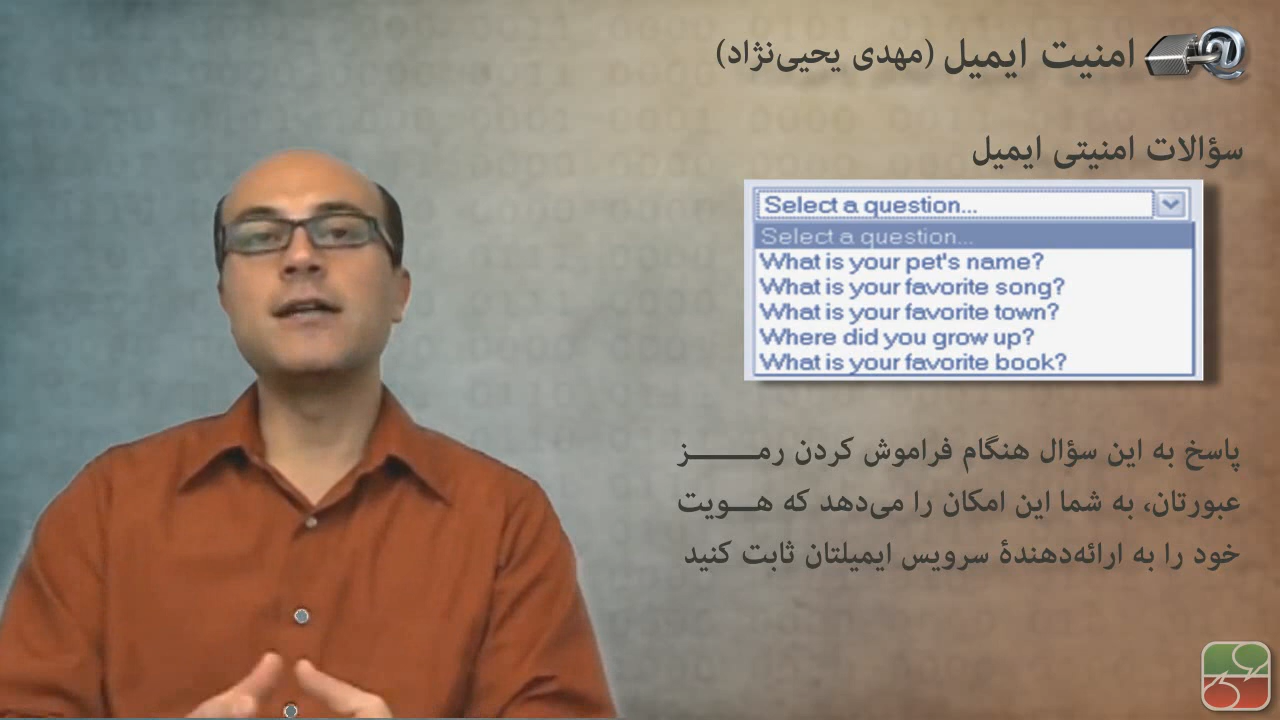 امنیت ایمیل (مهدی یحیی‌نژاد)
سؤالات امنیتی ایمیل
Select a question...
Select a question...
What is your pet's name?
What is your favorite song?
What is your favorite town?
Where did you grow up?
What is your favorite book?
پاسخ به این سؤال هنگام فراموش کردن رمـــــــز
عبورتان، به شما این امکان را می‌دهد که هـــویت
خود را به ارائه‌دهندهٔ سرویس ایمیلتان ثابت کنید